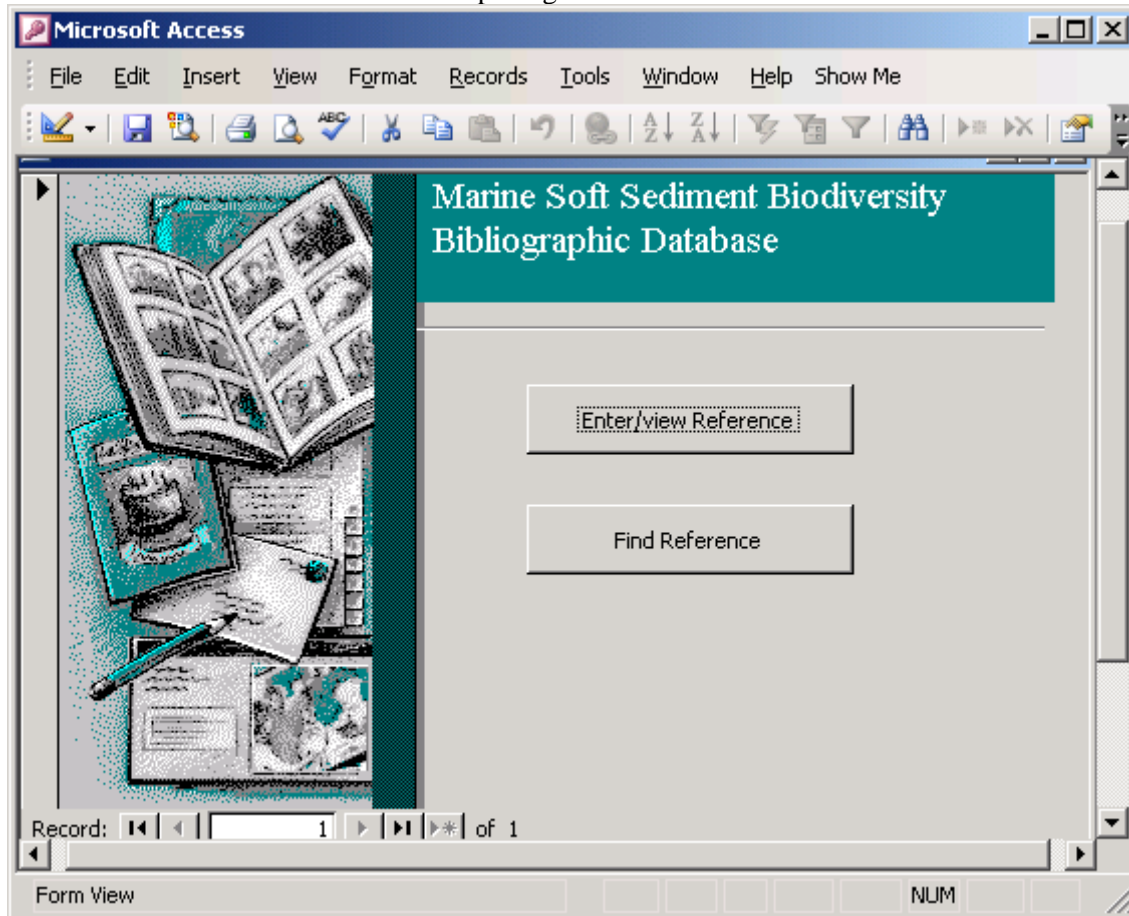 Microsoft Access
File Edit Insert View Format Records Tools Window Help Show Me
ABC
Marine Soft Sediment Biodiversity
Bibliographic Database
Enter/view Reference
Find Reference
Record: 1 of 1
Form View NUM